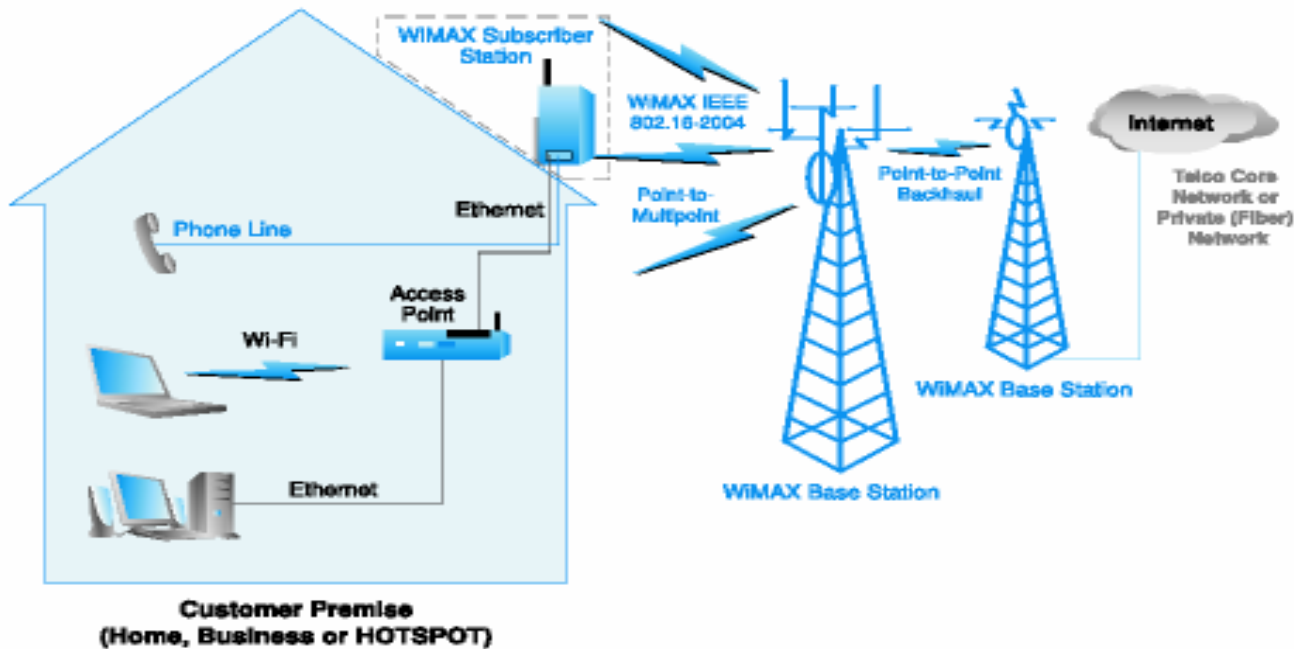 WiMAX Subscriber
Station
WiMAX IEEE
802.16-2004
Internet
Point-to-Point
Backhaul
Telco Core
Network or
Private (Fiber)
Network
Ethernet
Point-to-
Multipoint
Phone Line
Access
Point
Wi-Fi
WiMAX Base Station
Ethernet
WiMAX Base Station
Customer Premise
(Home, Business or HOTSPOT)